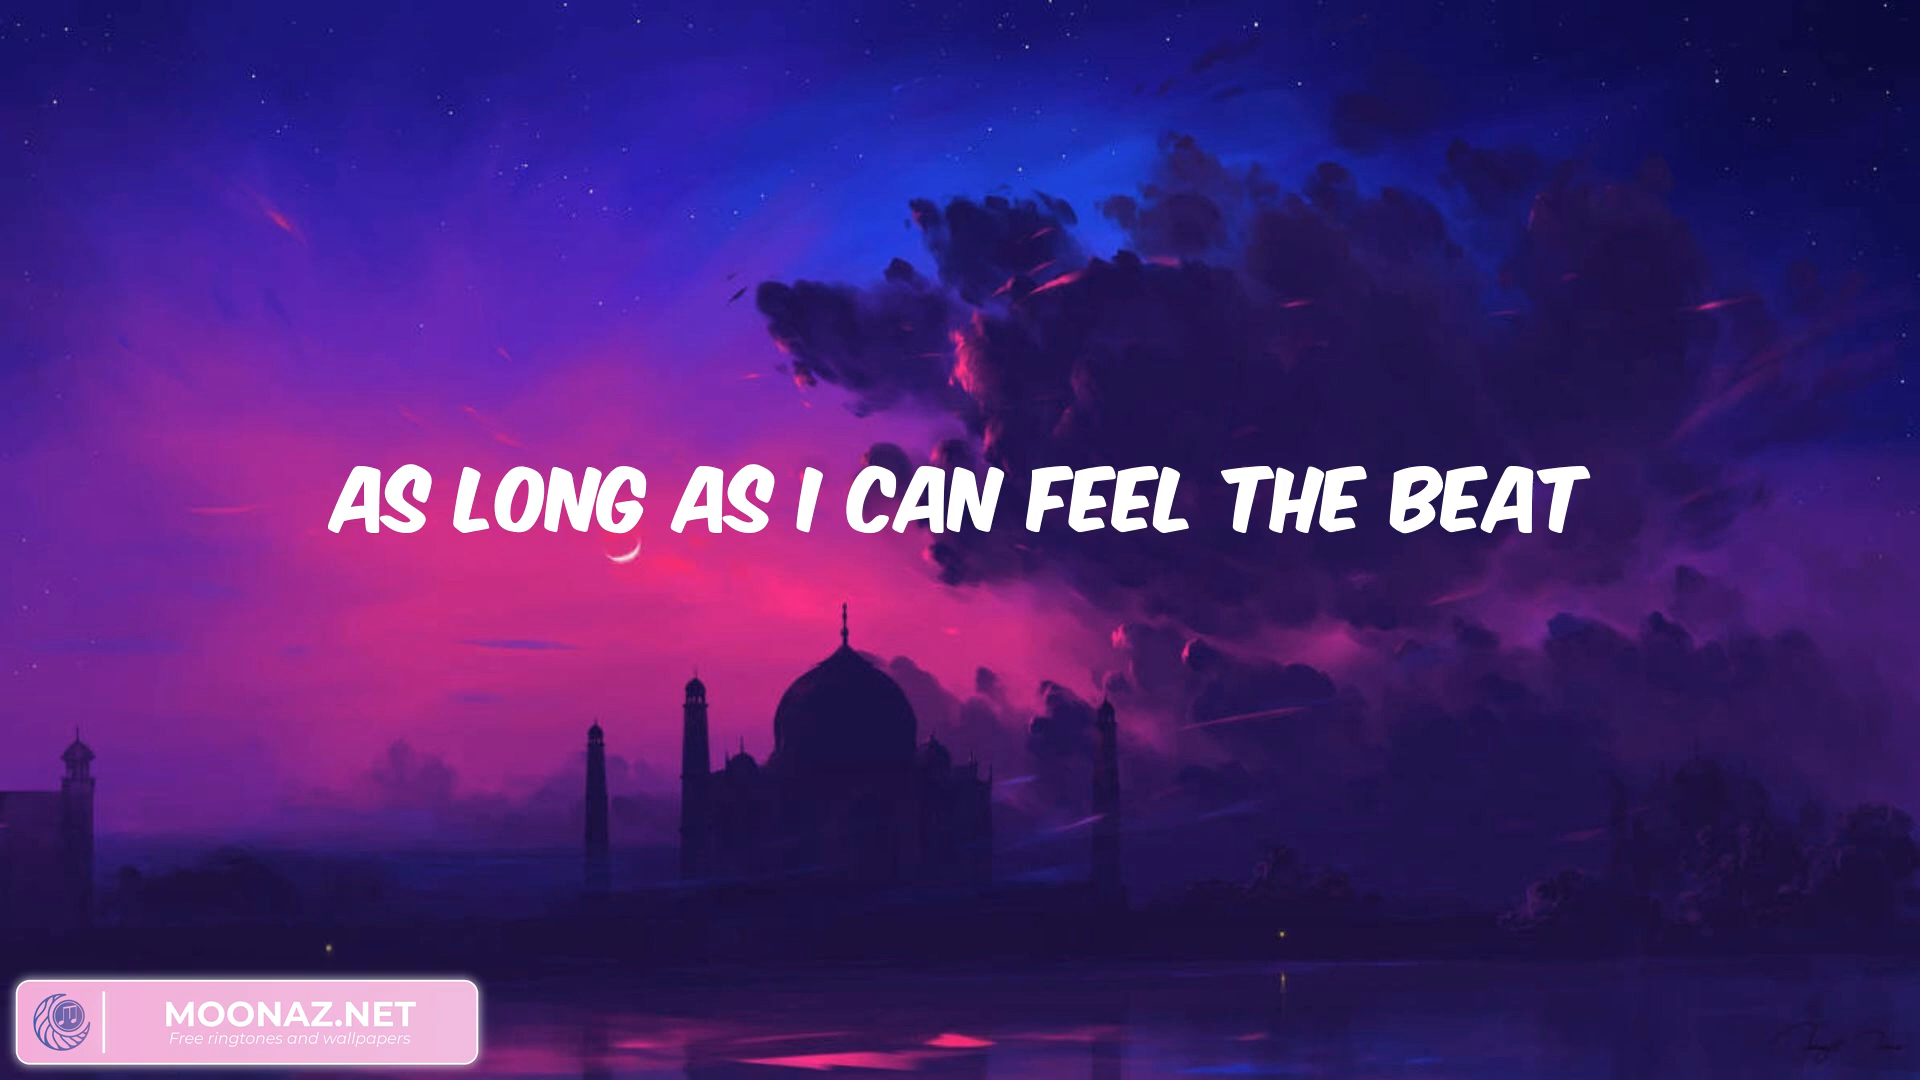 AS LONG AS I CAN FEEL THE BEAT
MOONAZ.NET
Free ringtones and wallpapers